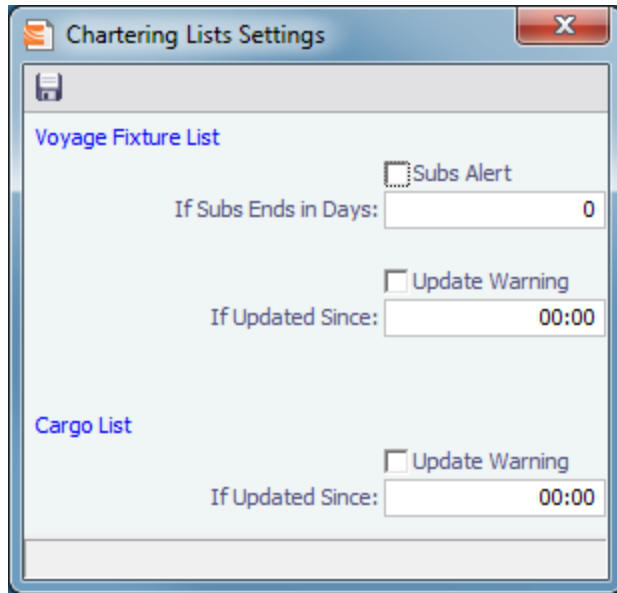 Chartering Lists Settings
Voyage Fixture List
Subs Alert
If Subs Ends in Days: 0
Update Warning
If Updated Since: 00:00
Cargo List
Update Warning
If Updated Since: 00:00